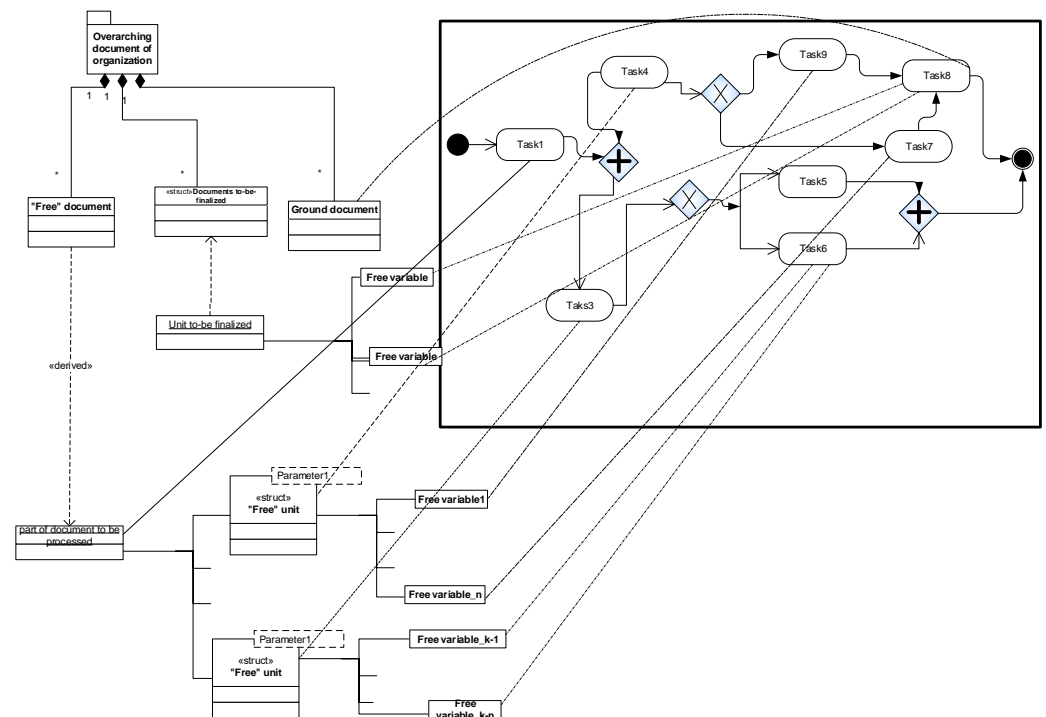 Overarching
document of
organization
1
1
1
*
*
*
"Free" document
«struct»Documents to-be-
finalized
Ground document
Unit to-be finalized
«derived»
Free variable
Free variable
Task1
Task4
Task9
Task8
Task7
Task5
Task6
Taks3
X
X
part of document to be
processed
Parameter1
«struct»
"Free" unit
Free variable1
Free variable_n
Parameter1
«struct»
"Free" unit
Free variable_k-1
Free
variable_k-n